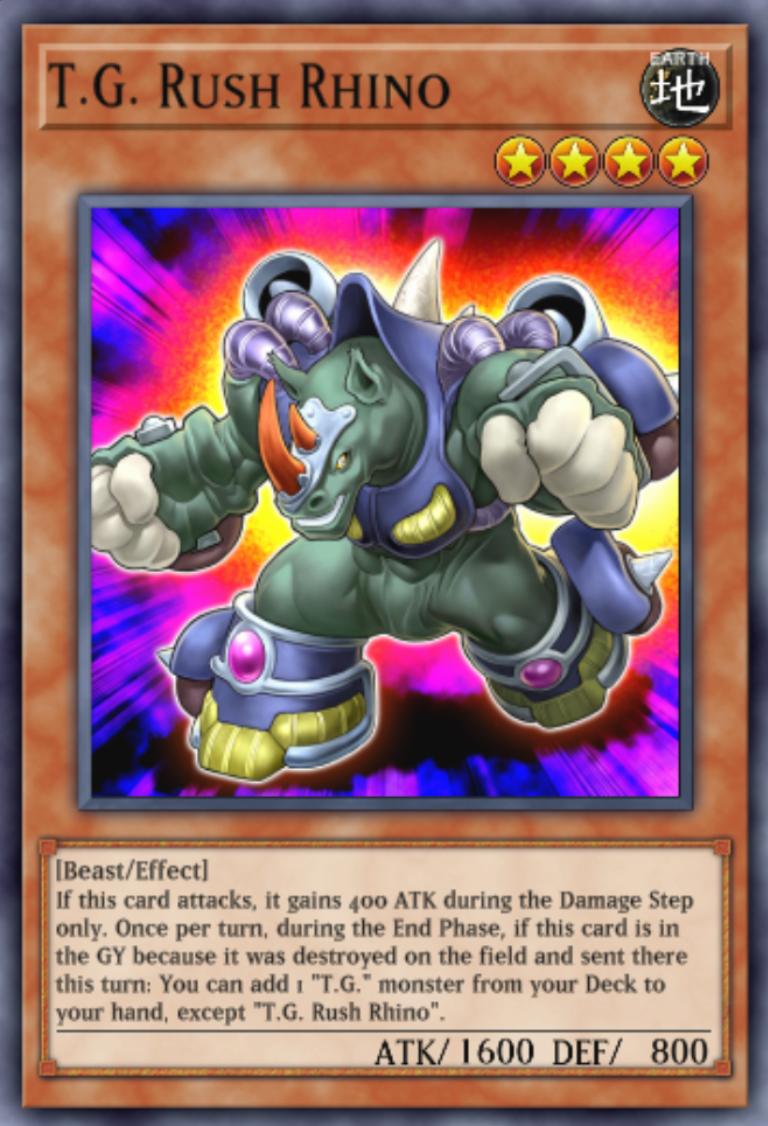 T.G. Rush Rhino
EARTH
地
[Beast/Effect]
If this card attacks, it gains 400 ATK during the Damage Step
only. Once per turn, during the End Phase, if this card is in
the GY because it was destroyed on the field and sent there
this turn: You can add 1 "T.G." monster from your Deck to
your hand, except "T.G. Rush Rhino".
ATK/ 1600 DEF/ 800